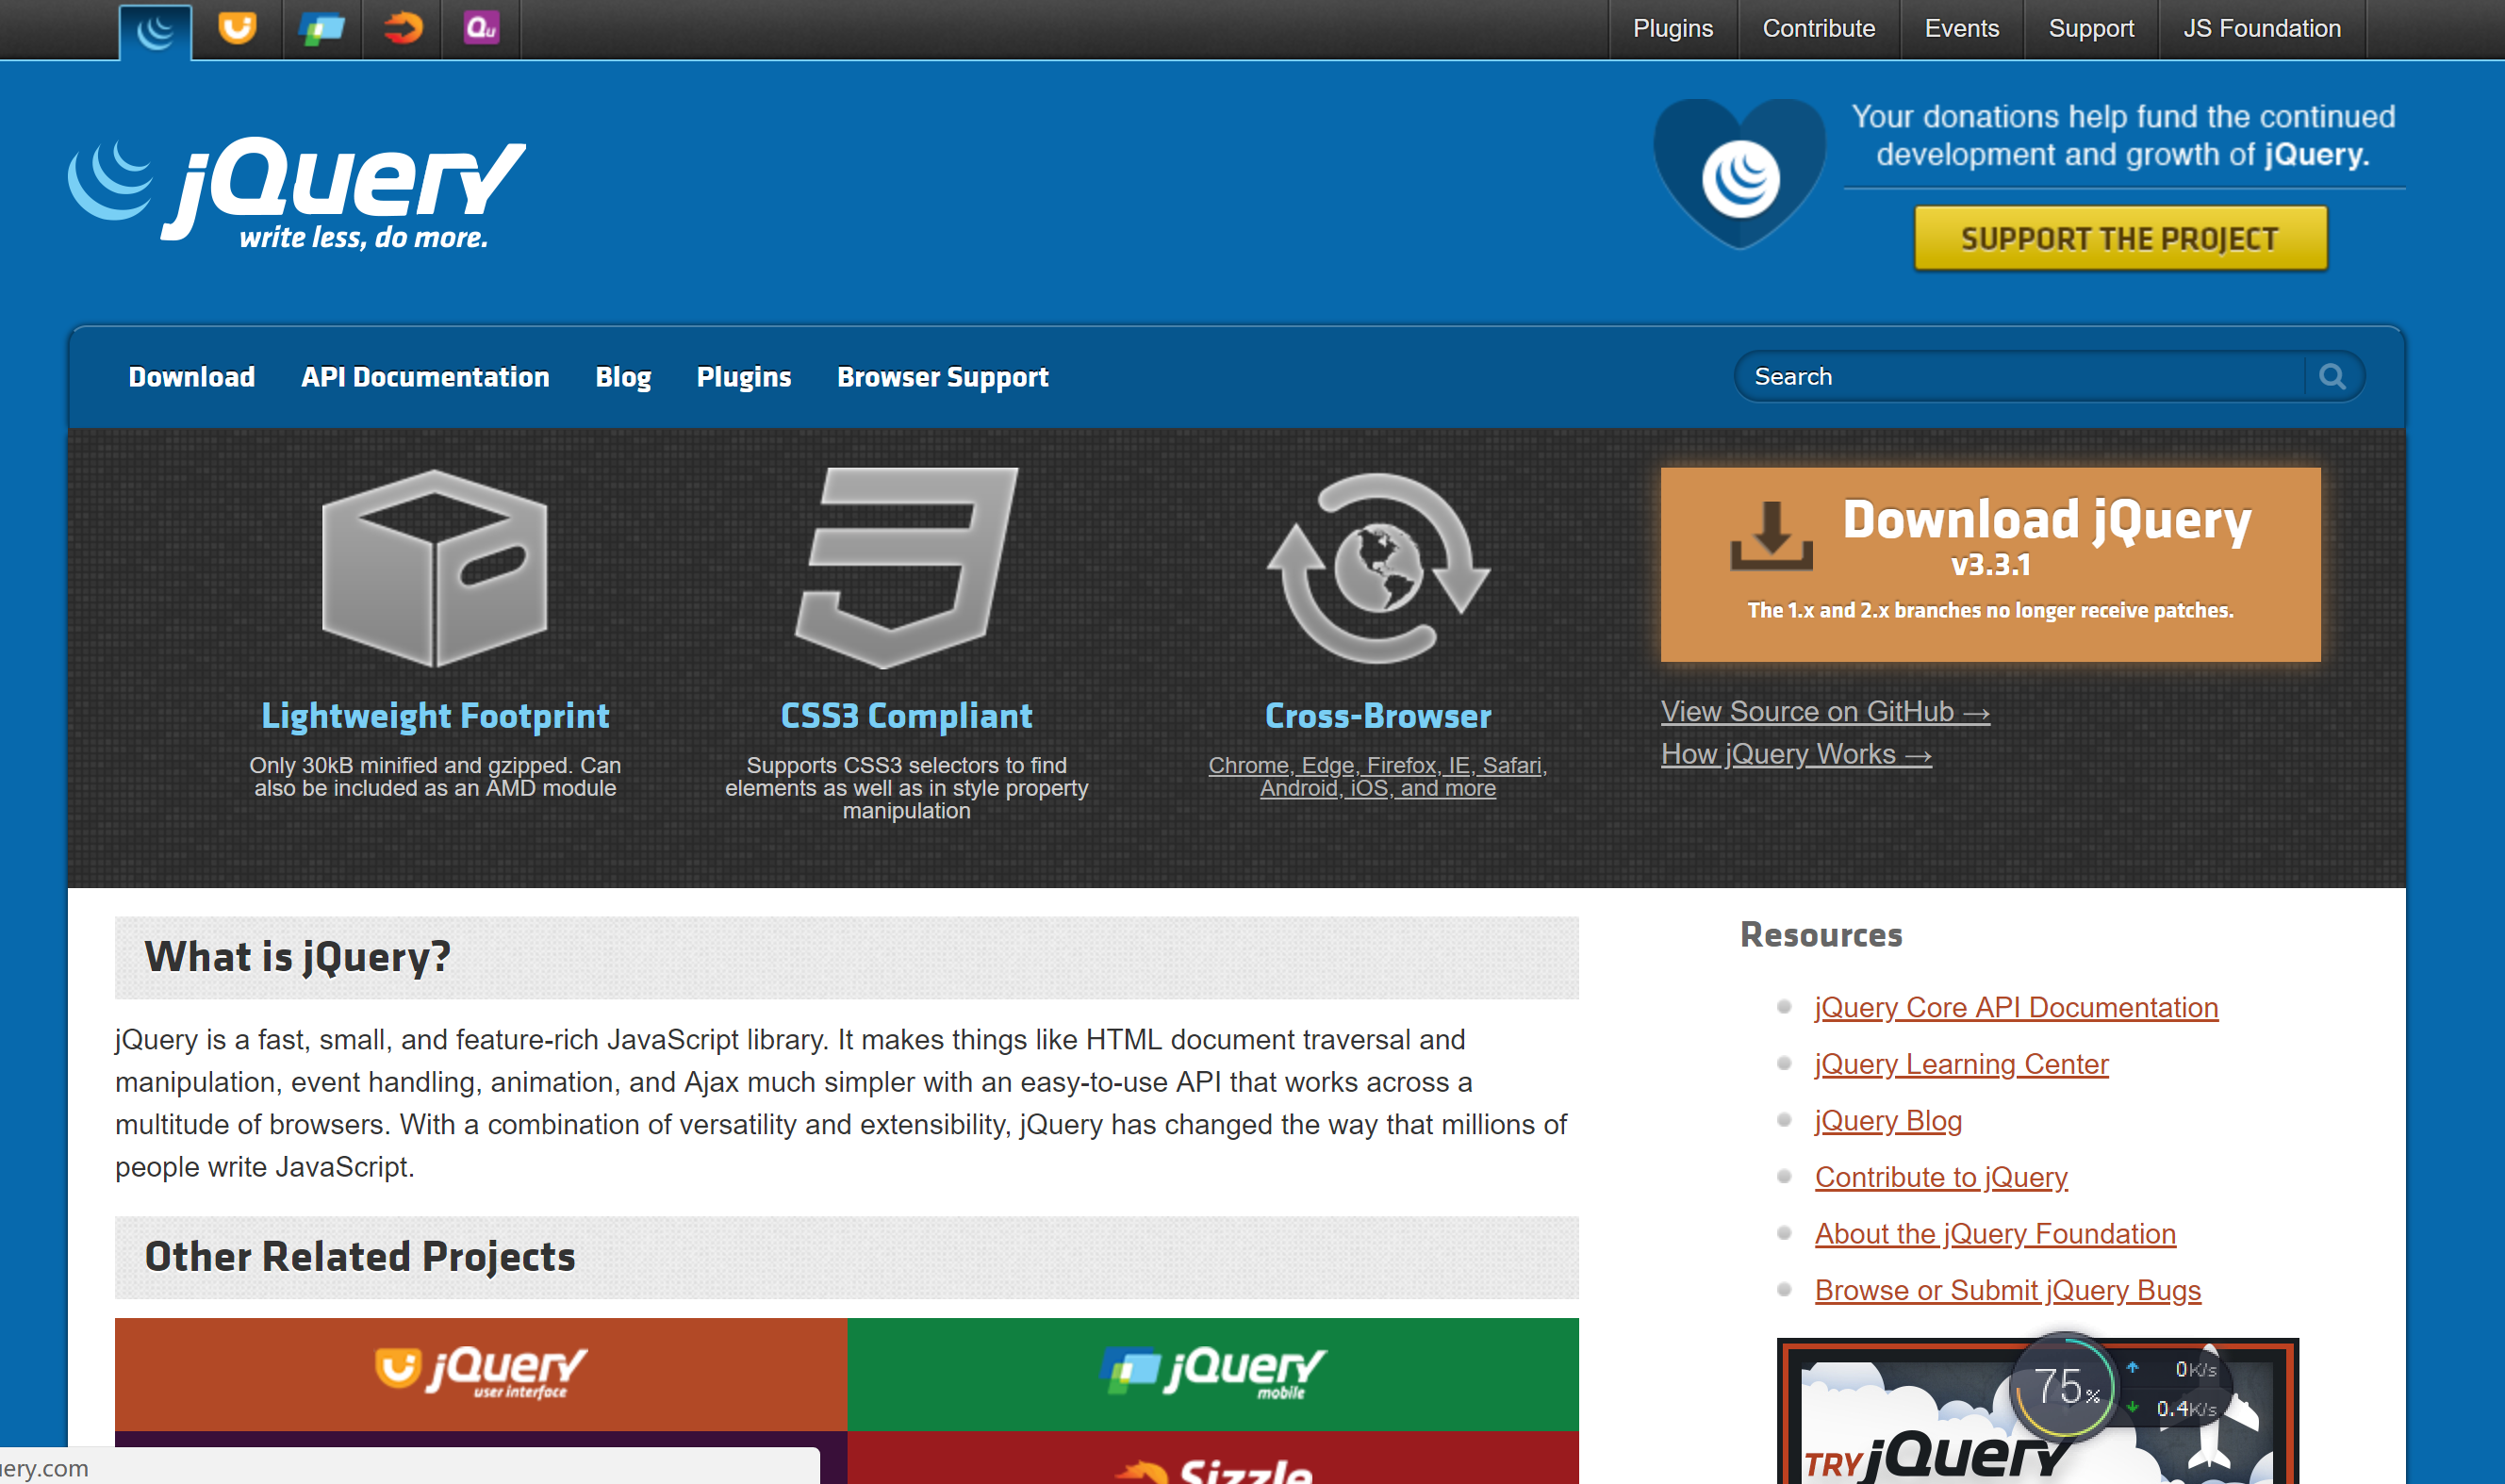 Qu
Plugins Contribute Events Support JS Foundation
jQuery
write less, do more.
Your donations help fund the continued
development and growth of jQuery.
SUPPORT THE PROJECT
Download API Documentation Blog Plugins Browser Support
Search
Lightweight Footprint
Only 30kB minified and gzipped. Can
also be included as an AMD module
CSS3 Compliant
Supports CSS3 selectors to find
elements as well as in style property
manipulation
Cross-Browser
Chrome, Edge, Firefox, IE, Safari,
Android, iOS, and more
Download jQuery
v3.3.1
The 1.x and 2.x branches no longer receive patches.
View Source on GitHub →
How jQuery Works →
What is jQuery?
jQuery is a fast, small, and feature-rich JavaScript library. It makes things like HTML document traversal and
manipulation, event handling, animation, and Ajax much simpler with an easy-to-use API that works across a
multitude of browsers. With a combination of versatility and extensibility, jQuery has changed the way that millions of
people write JavaScript.
Other Related Projects
jQuery
user interface
jQuery
mobile
Sizzle
Resources
jQuery Core API Documentation
jQuery Learning Center
jQuery Blog
Contribute to jQuery
About the jQuery Foundation
Browse or Submit jQuery Bugs
75%
0K/s
0.4K/s
TRY jQuery
ery.com